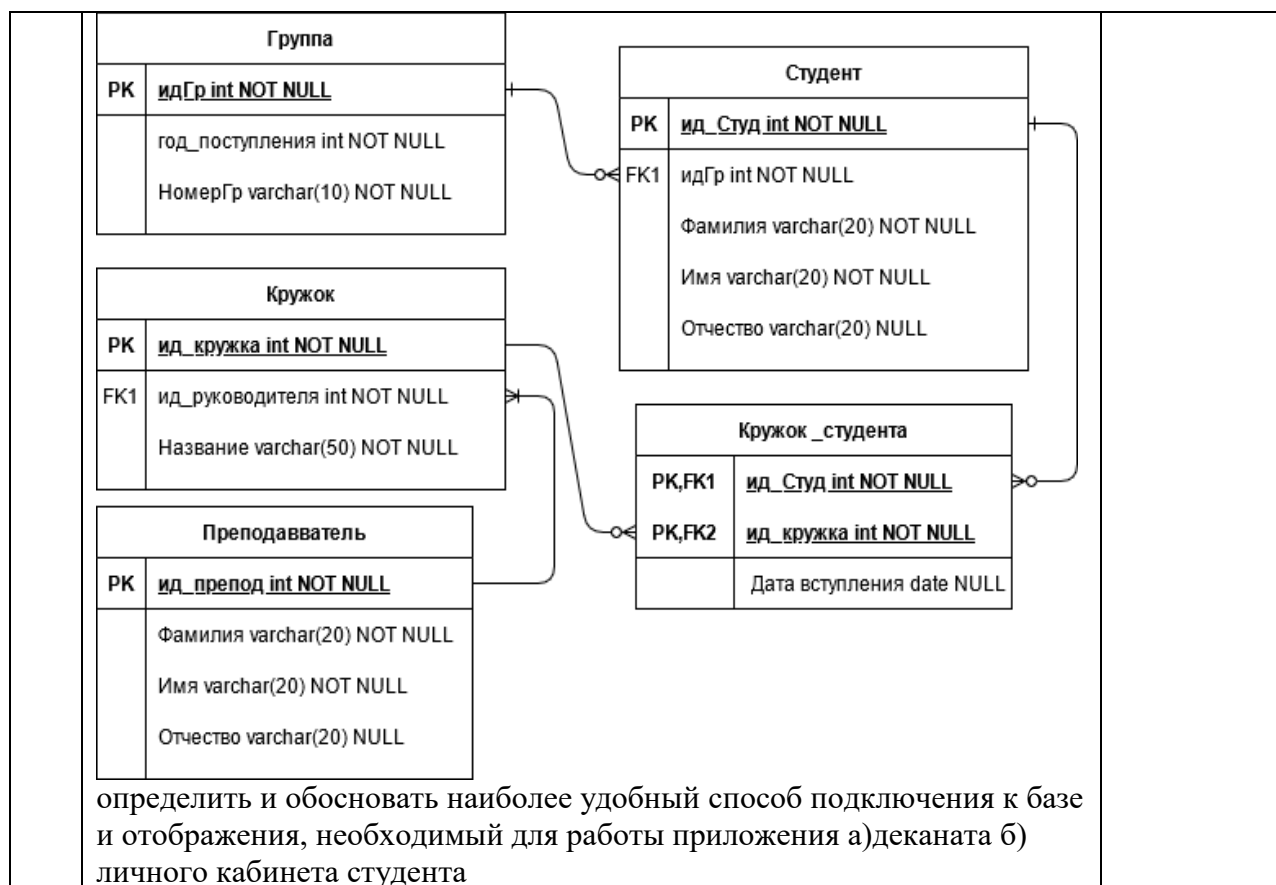 Группа
PK идГр int NOT NULL
год_поступления int NOT NULL
НомерГр varchar(10) NOT NULL
Студент
PK ид_Студ int NOT NULL
FK1 идГр int NOT NULL
Фамилия varchar(20) NOT NULL
Имя varchar(20) NOT NULL
Отчество varchar(20) NULL
Кружок
PK ид_кружка int NOT NULL
FK1 ид_руководителя int NOT NULL
Название varchar(50) NOT NULL
Кружок _студента
PK,FK1 ид_Студ int NOT NULL
PK,FK2 ид_кружка int NOT NULL
Дата вступления date NULL
Преподавватель
PK ид_препод int NOT NULL
Фамилия varchar(20) NOT NULL
Имя varchar(20) NOT NULL
Отчество varchar(20) NULL
определить и обосновать наиболее удобный способ подключения к базе
и отображения, необходимый для работы приложения а)деканата б)
личного кабинета студента